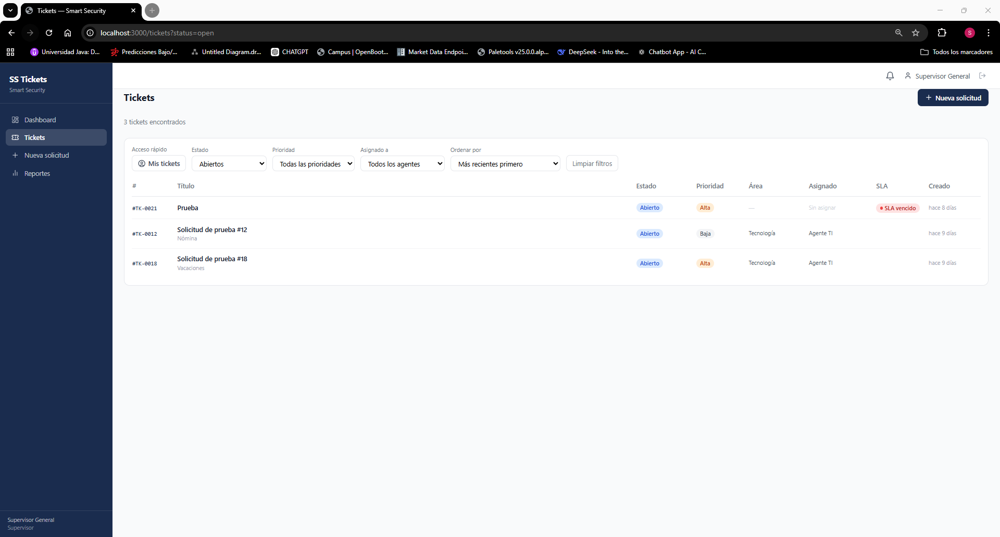 Tickets — Smart Security
localhost:3000/tickets?status=open
S
Universidad Java: D...
Predicciones Bajo/...
Untitled Diagram.dr...
CHATGPT
Campus | OpenBoot...
Market Data Endpoi...
Paletools v25.0.0.alp...
DeepSeek - Into the...
Chatbot App - AI C...
Todos los marcadores
SS Tickets
Smart Security
Supervisor General
Dashboard
Tickets
Nueva solicitud
Reportes
Tickets
+ Nueva solicitud
3 tickets encontrados
Acceso rápido
Estado
Prioridad
Asignado a
Ordenar por
Mis tickets
Abiertos
Todas las prioridades
Todos los agentes
Más recientes primero
Limpiar filtros
# Título Estado Prioridad Área Asignado SLA Creado
#TK-0021 Prueba Abierto Alta — Sin asignar SLA vencido hace 8 días
#TK-0012 Solicitud de prueba #12 Abierto Baja Tecnología Agente TI hace 9 días
Nómina
#TK-0018 Solicitud de prueba #18 Abierto Alta Tecnología Agente TI hace 9 días
Vacaciones
Supervisor General
Supervisor